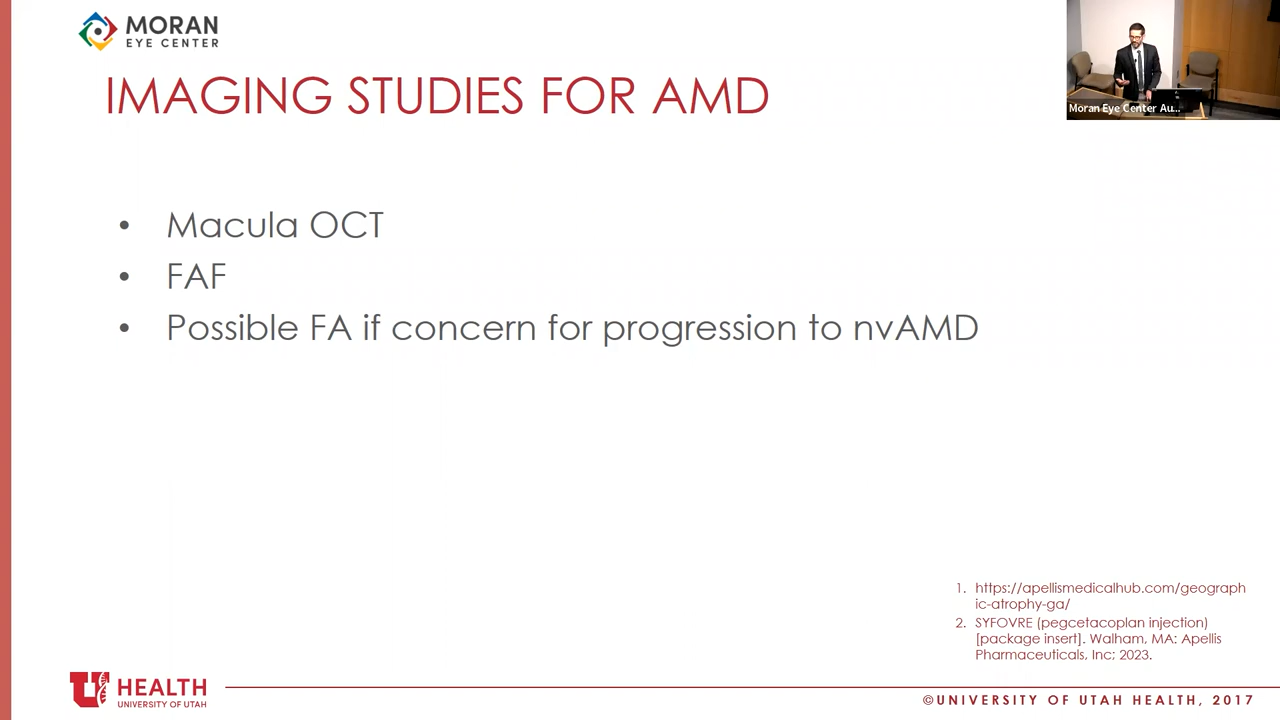 MORAN
EYE CENTER
Moran Eye Center Au...
IMAGING STUDIES FOR AMD
• Macula OCT
• FAF
• Possible FA if concern for progression to nvAMD
1. https://apellismedicalhub.com/geograph
ic-atrophy-ga/
2. SYFOVRE (pegcetacoplan injection)
[package insert]. Walham, MA: Apellis
Pharmaceuticals, Inc; 2023.
U HEALTH
UNIVERSITY OF UTAH
©UNIVERSITY OF UTAH HEALTH, 2017